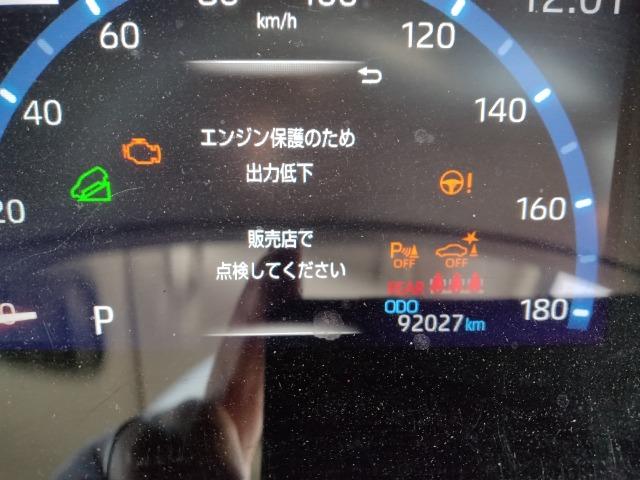 12:01
km/h
60
120
40
140
エンジン保護のため
出力低下
20
160
販売店で
点検してください
P
OFF
OFF
REAR
ODO
180
P
92027km